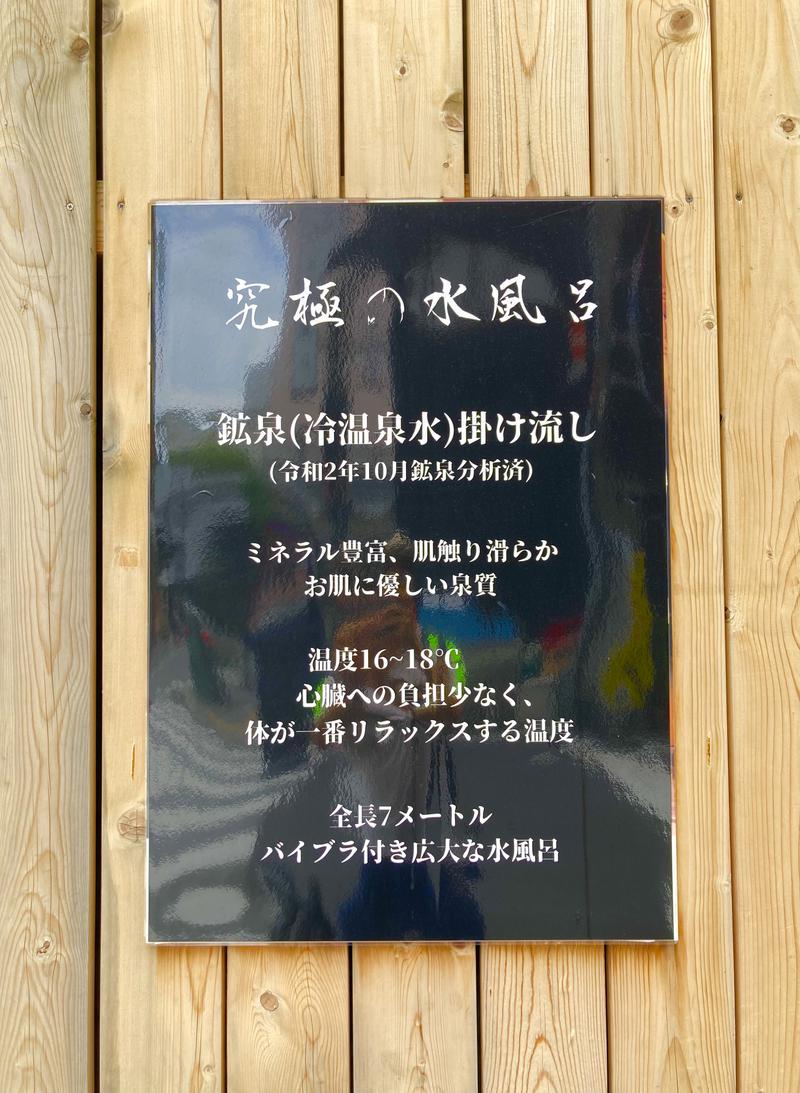 究極の水風呂
鉱泉(冷温泉水)掛け流し
(令和2年10月鉱泉分析済)
ミネラル豊富、肌触り滑らか
お肌に優しい泉質
温度16~18℃
心臓への負担少なく、
体が一番リラックスする温度
全長7メートル
バイブラ付き広大な水風呂